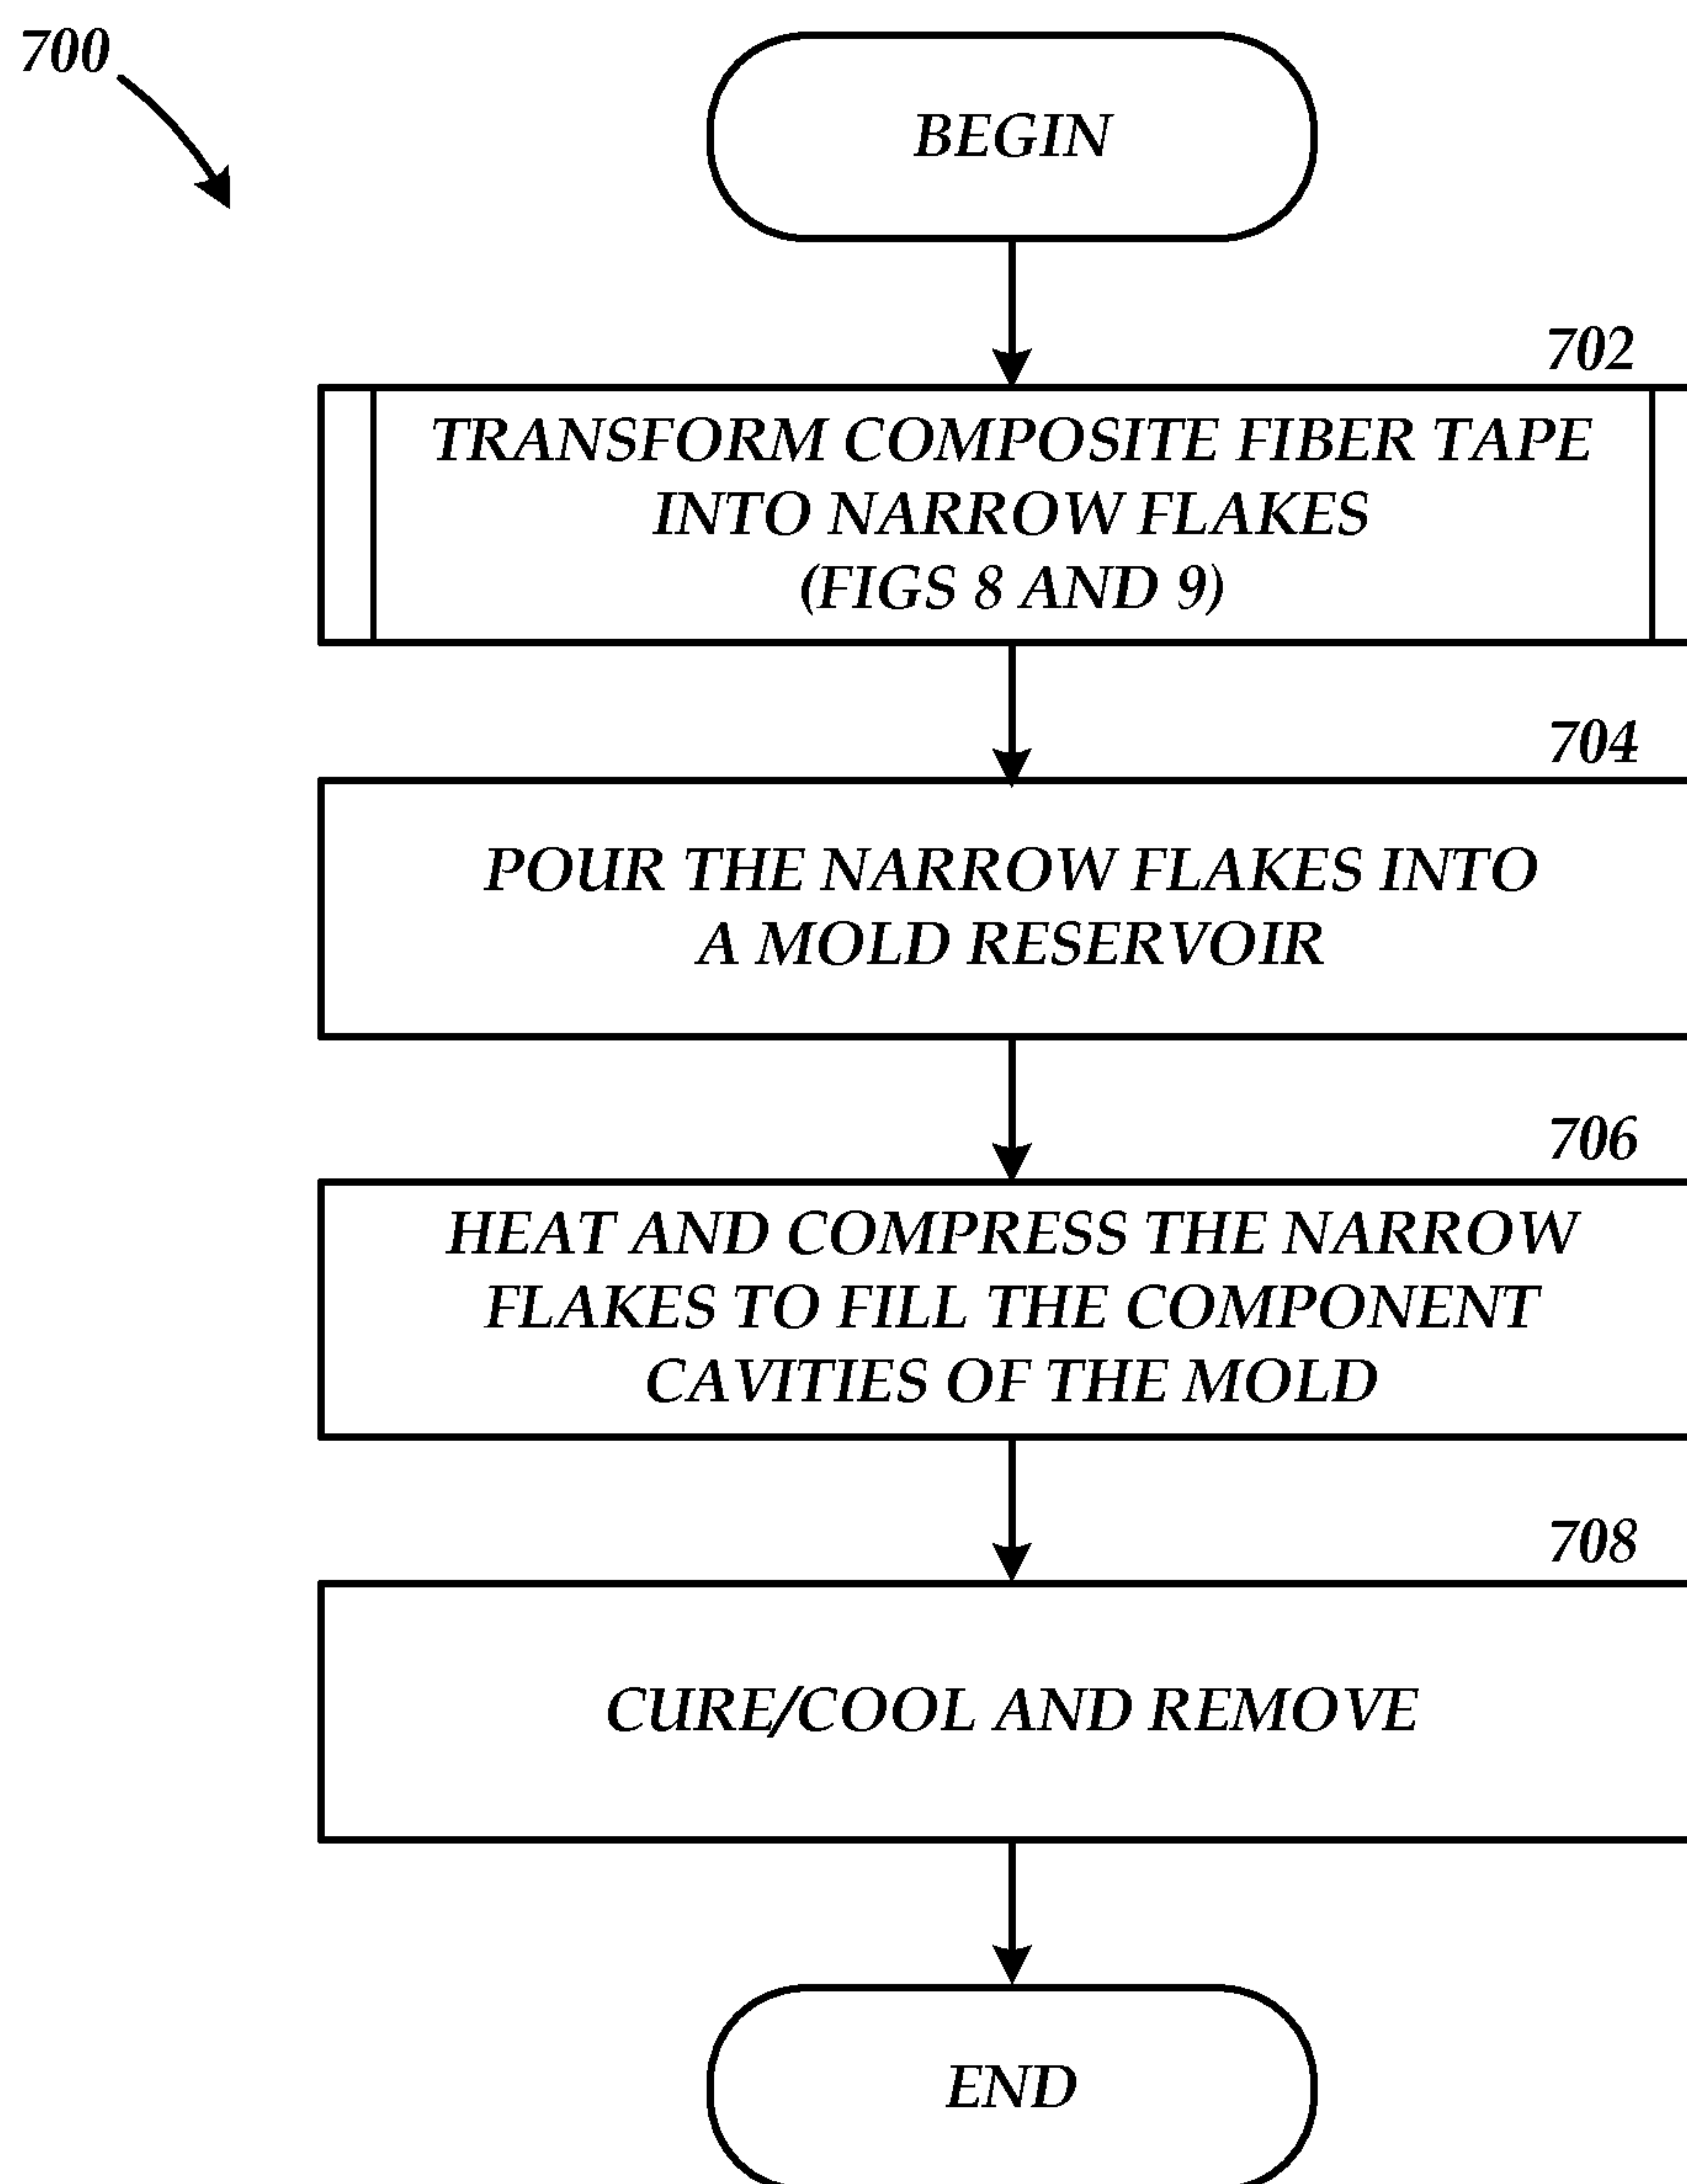 700
BEGIN
702
TRANSFORM COMPOSITE FIBER TAPE
INTO NARROW FLAKES
(FIGS 8 AND 9)
704
POUR THE NARROW FLAKES INTO
A MOLD RESERVOIR
706
HEAT AND COMPRESS THE NARROW
FLAKES TO FILL THE COMPONENT
CAVITIES OF THE MOLD
708
CURE/COOL AND REMOVE
END